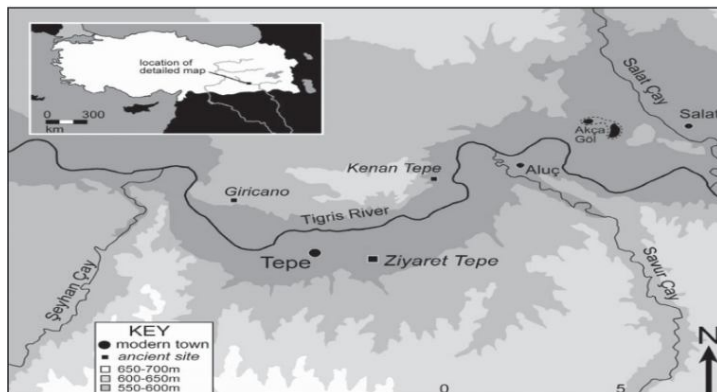 location of
detailed map
0 300
km
Salat Çay
Salat
Akça
Göl
Kenan Tepe
Aluç
Giricano
Tigris River
Tepe
Ziyaret Tepe
Şeyhan Çay
Savur Çay
KEY
modern town
ancient site
650-700m
600-650m
550-600m
0 5
N